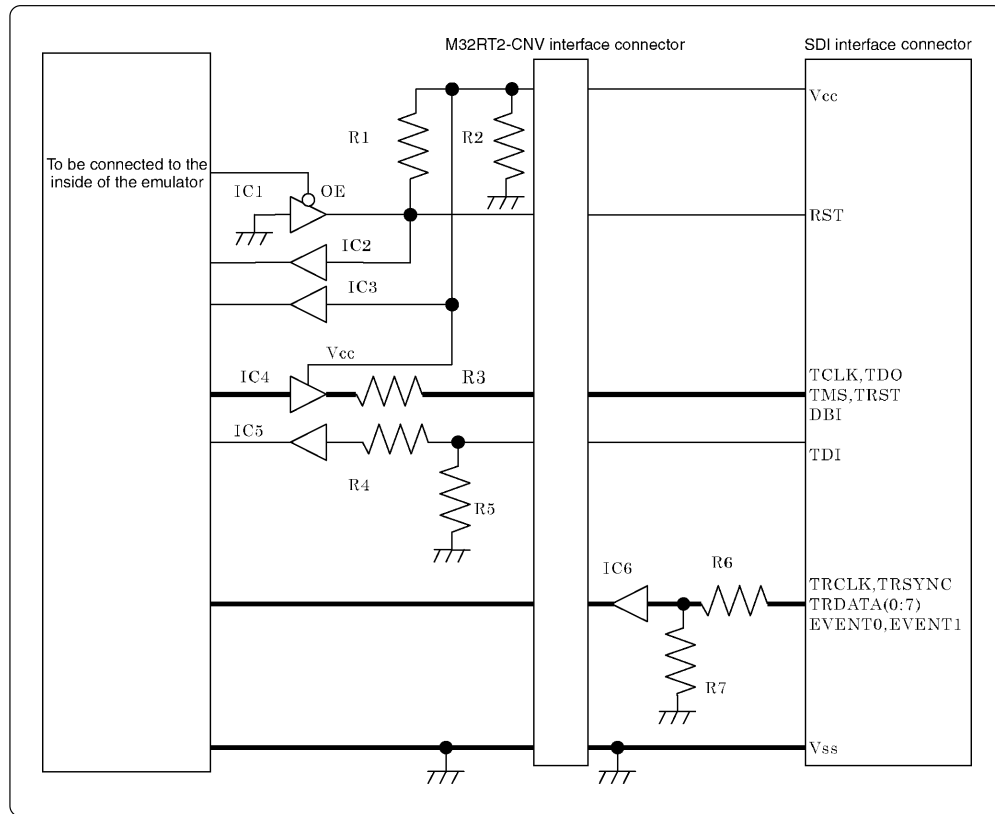 M32RT2-CNV interface connector
SDI interface connector
Vcc
R1
R2
To be connected to the
inside of the emulator
IC1
OE
RST
IC2
IC3
Vcc
IC4
R3
TCLK,TDO
TMS,TRST
DBI
IC5
TDI
R4
R5
IC6
R6
TRCLK,TRSYNC
TRDATA(0:7)
EVENT0,EVENT1
R7
Vss